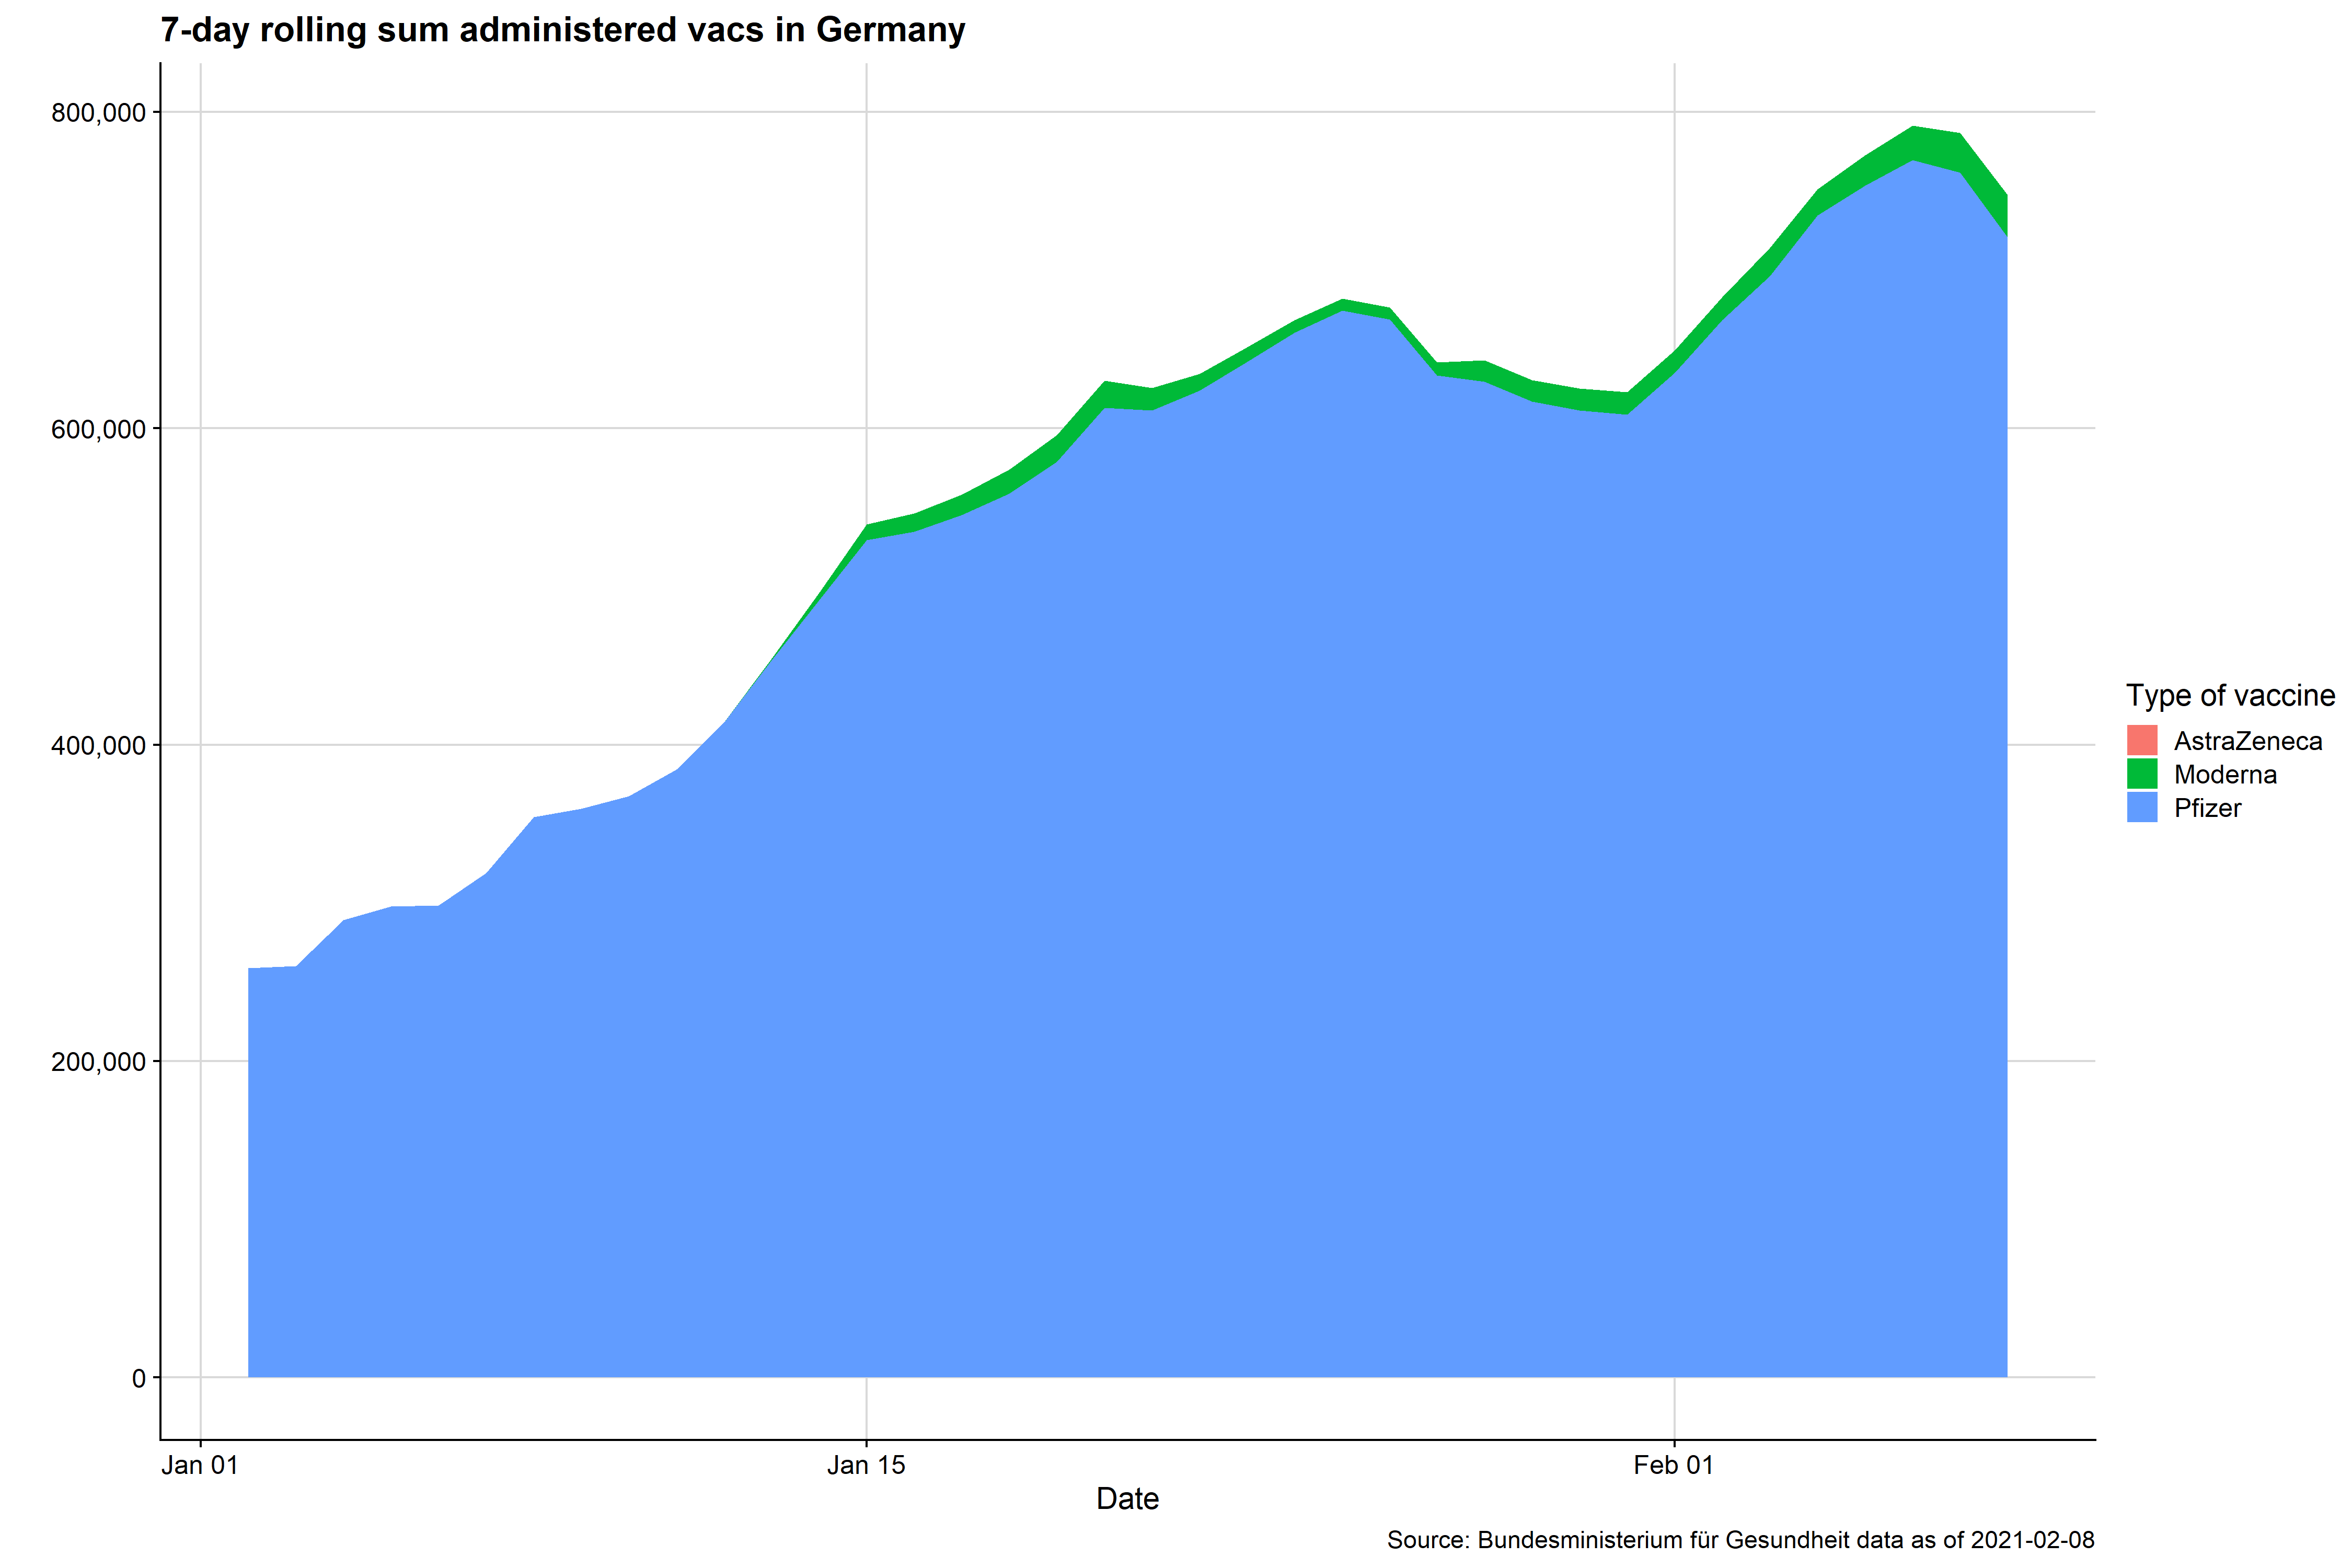 7-day rolling sum administered vacs in Germany
800,000
600,000
400,000
200,000
0
Jan 01
Jan 15
Feb 01
Date
Type of vaccine
AstraZeneca
Moderna
Pfizer
Source: Bundesministerium für Gesundheit data as of 2021-02-08